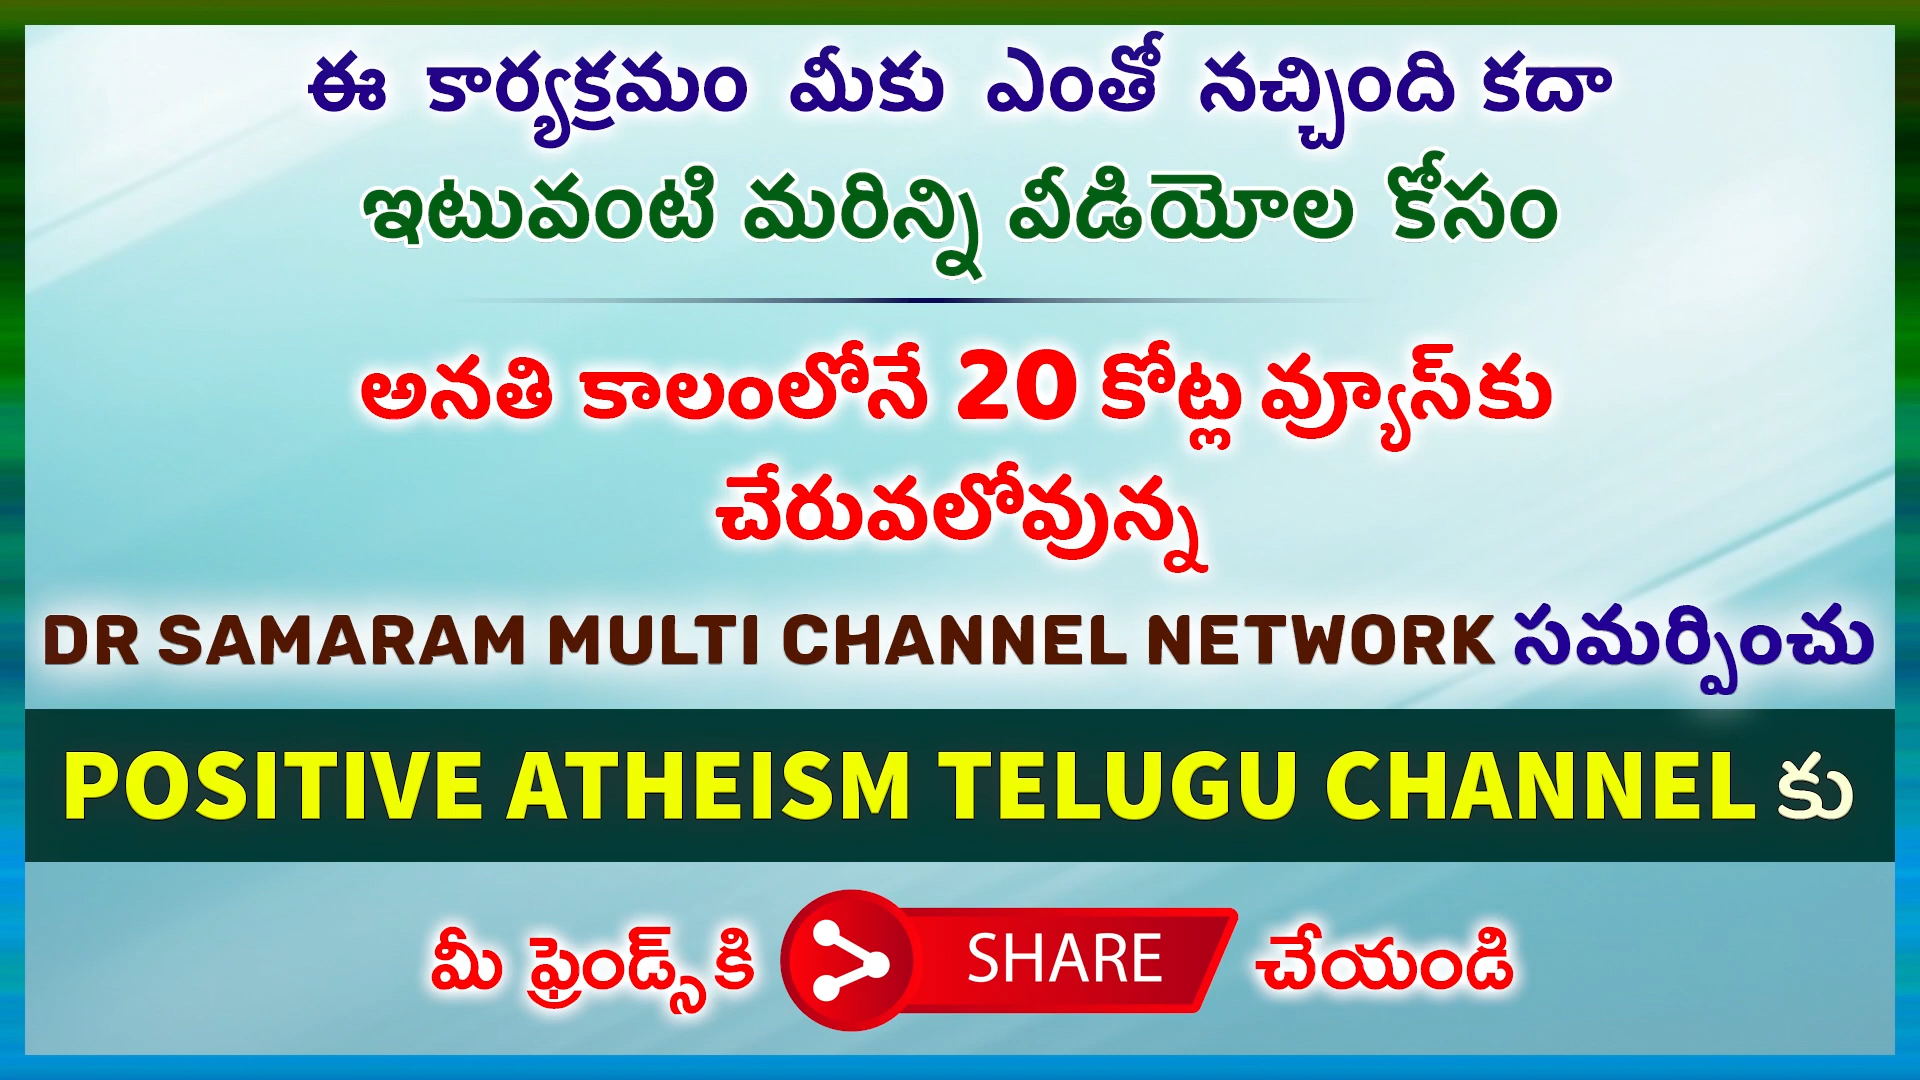 ఈ కార్యక్రమం మీకు ఎంతో నచ్చింది కదా
ఇటువంటి మరిన్ని వీడియోల కోసం
అనతి కాలంలోనే 20 కోట్ల వ్యూస్‌కు
చేరువలోవున్న
DR SAMARAM MULTI CHANNEL NETWORK సమర్పించు
POSITIVE ATHEISM TELUGU CHANNEL కు
మీ ఫ్రెండ్స్ కి SHARE చేయండి